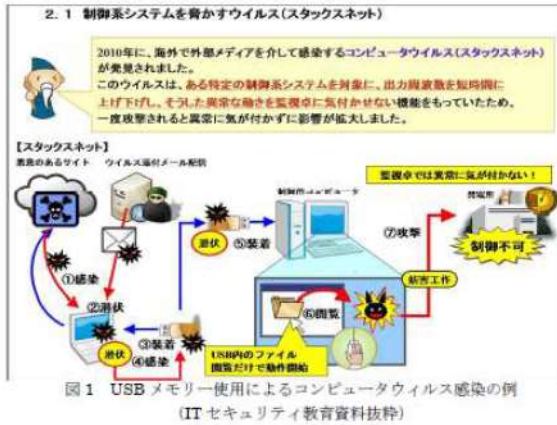 2. 1 制御系システムを脅かすウイルス(スタックスネット)
2010年に、海外で外部メディアを介して感染するコンピュータウイルス(スタックスネット)
が発見されました。
このウイルスは、ある特定の制御系システムを対象に、出力周波数を短時間に
上げ下げし、そうした異常な動きを監視卓に気付かせない機能をもっていたため、
一度攻撃されると異常に気が付かずに影響が拡大しました。
【スタックスネット】
悪意のあるサイト ウイルス添付メール配信
監視卓では異常に気が付かない!
制御用コンピュータ
発電所
潜伏
⑤装着
⑦攻撃
制御不可
①感染
②潜伏
妨害工作
⑥閲覧
③装着
潜伏
④感染
USB内のファイル
閲覧だけで動作開始
図 1 USB メモリー使用によるコンピュータウィルス感染の例
(IT セキュリティ教育資料抜粋)